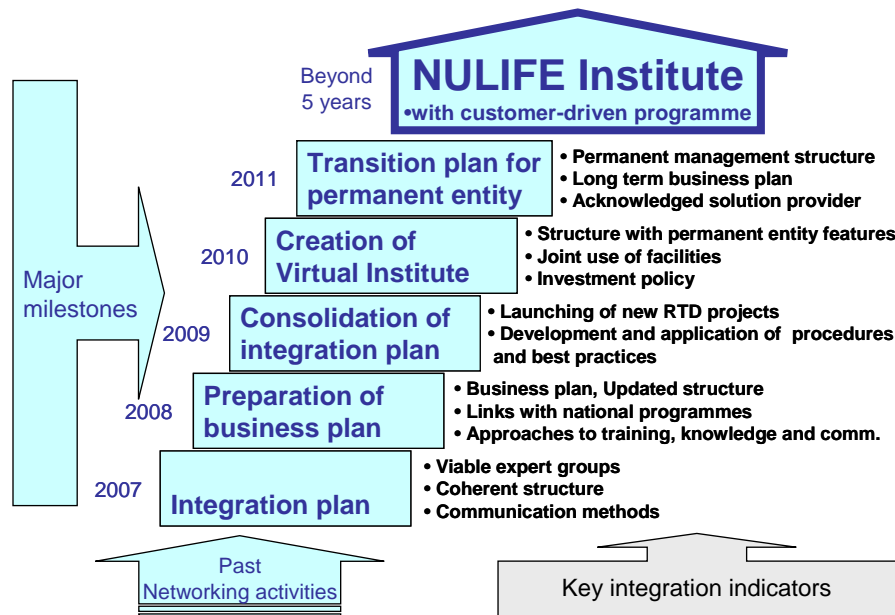 Beyond
5 years
NULIFE Institute
•with customer-driven programme
2011
Transition plan for
permanent entity
• Permanent management structure
• Long term business plan
• Acknowledged solution provider
2010
Creation of
Virtual Institute
• Structure with permanent entity features
• Joint use of facilities
• Investment policy
Major
milestones
2009
Consolidation of
integration plan
• Launching of new RTD projects
• Development and application of procedures
and best practices
2008
Preparation of
business plan
• Business plan, Updated structure
• Links with national programmes
• Approaches to training, knowledge and comm.
2007
Integration plan
• Viable expert groups
• Coherent structure
• Communication methods
Past
Networking activities
Key integration indicators